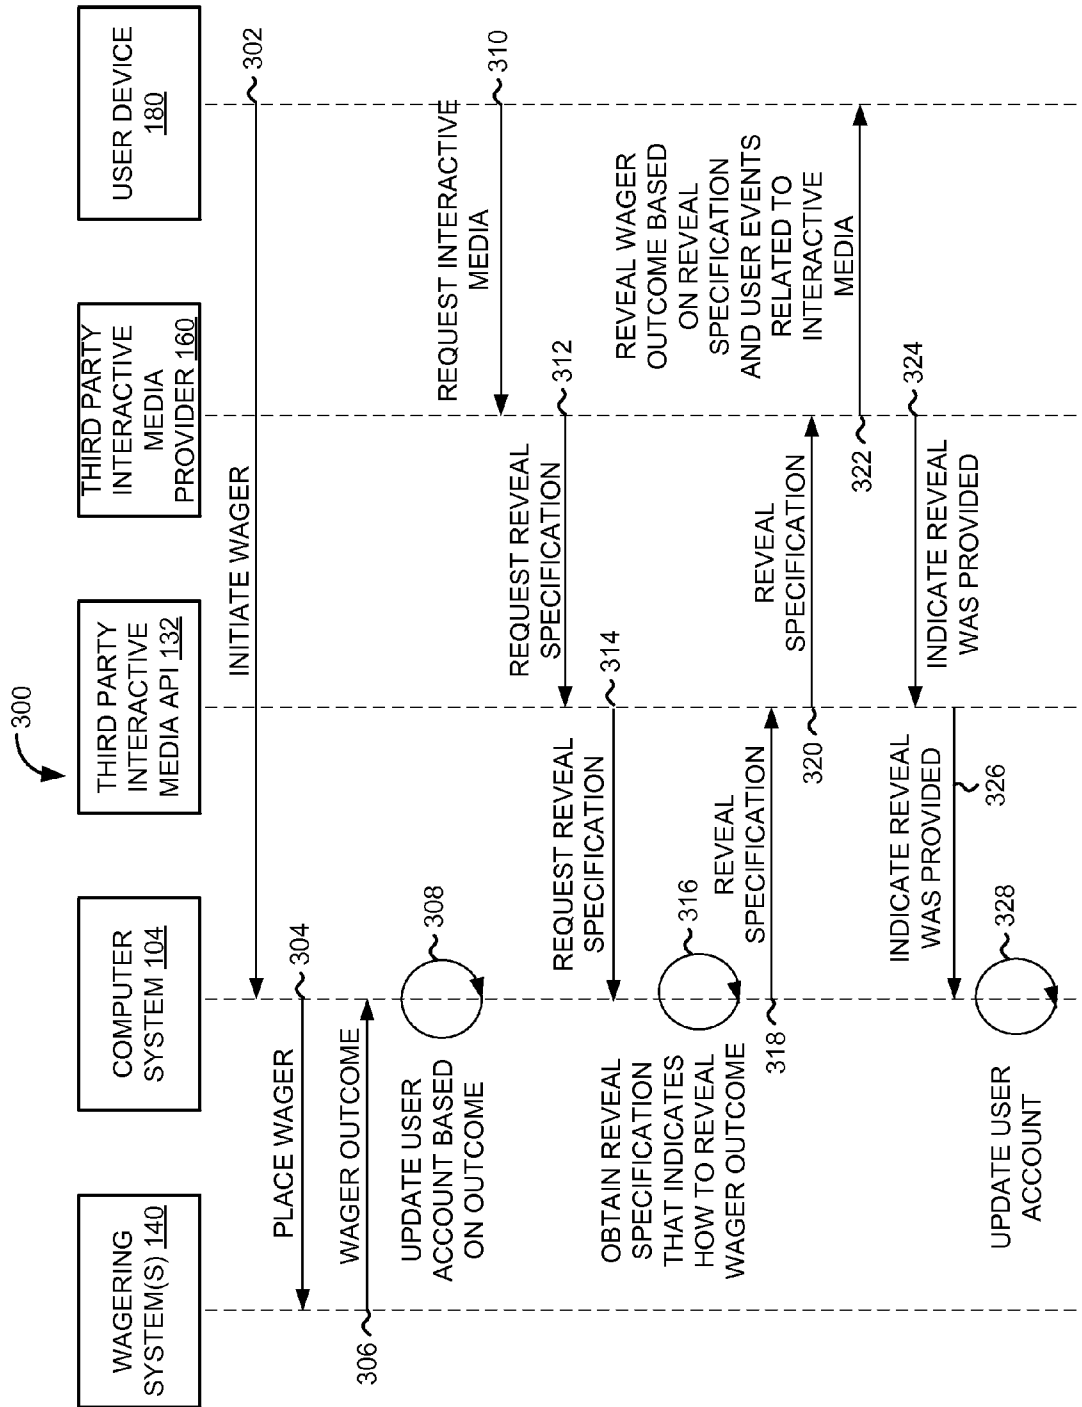 300
WAGERING
SYSTEM(S) 140
COMPUTER
SYSTEM 104
THIRD PARTY
INTERACTIVE
MEDIA API 132
THIRD PARTY
INTERACTIVE
MEDIA
PROVIDER 160
USER DEVICE
180
INITIATE WAGER
302
PLACE WAGER
304
WAGER OUTCOME
306
UPDATE USER
ACCOUNT BASED
ON OUTCOME
308
REQUEST INTERACTIVE
MEDIA
310
REQUEST REVEAL
SPECIFICATION
312
REQUEST REVEAL
SPECIFICATION
314
OBTAIN REVEAL
SPECIFICATION
THAT INDICATES
HOW TO REVEAL
WAGER OUTCOME
316
REVEAL
SPECIFICATION
318
REVEAL
SPECIFICATION
320
REVEAL WAGER
OUTCOME BASED
ON REVEAL
SPECIFICATION
AND USER EVENTS
RELATED TO
INTERACTIVE
MEDIA
322
INDICATE REVEAL
WAS PROVIDED
324
INDICATE REVEAL
WAS PROVIDED
326
UPDATE USER
ACCOUNT
328